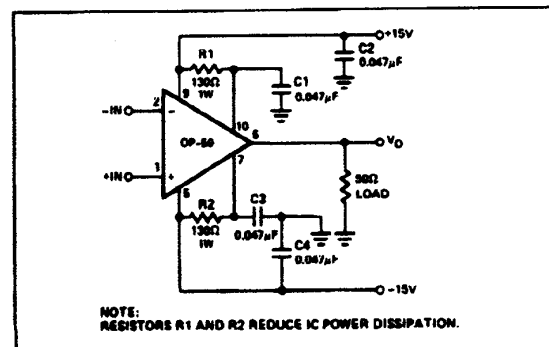 +15V
R1
130Ω
1W
C2
0.047µF
C1
0.047µF
9
2
-IN
−
10
OP-50
6
V_O
7
1
+IN
+
5
50Ω
LOAD
R2
130Ω
1W
C3
0.047µF
C4
0.047µF
-15V
NOTE:
RESISTORS R1 AND R2 REDUCE IC POWER DISSIPATION.